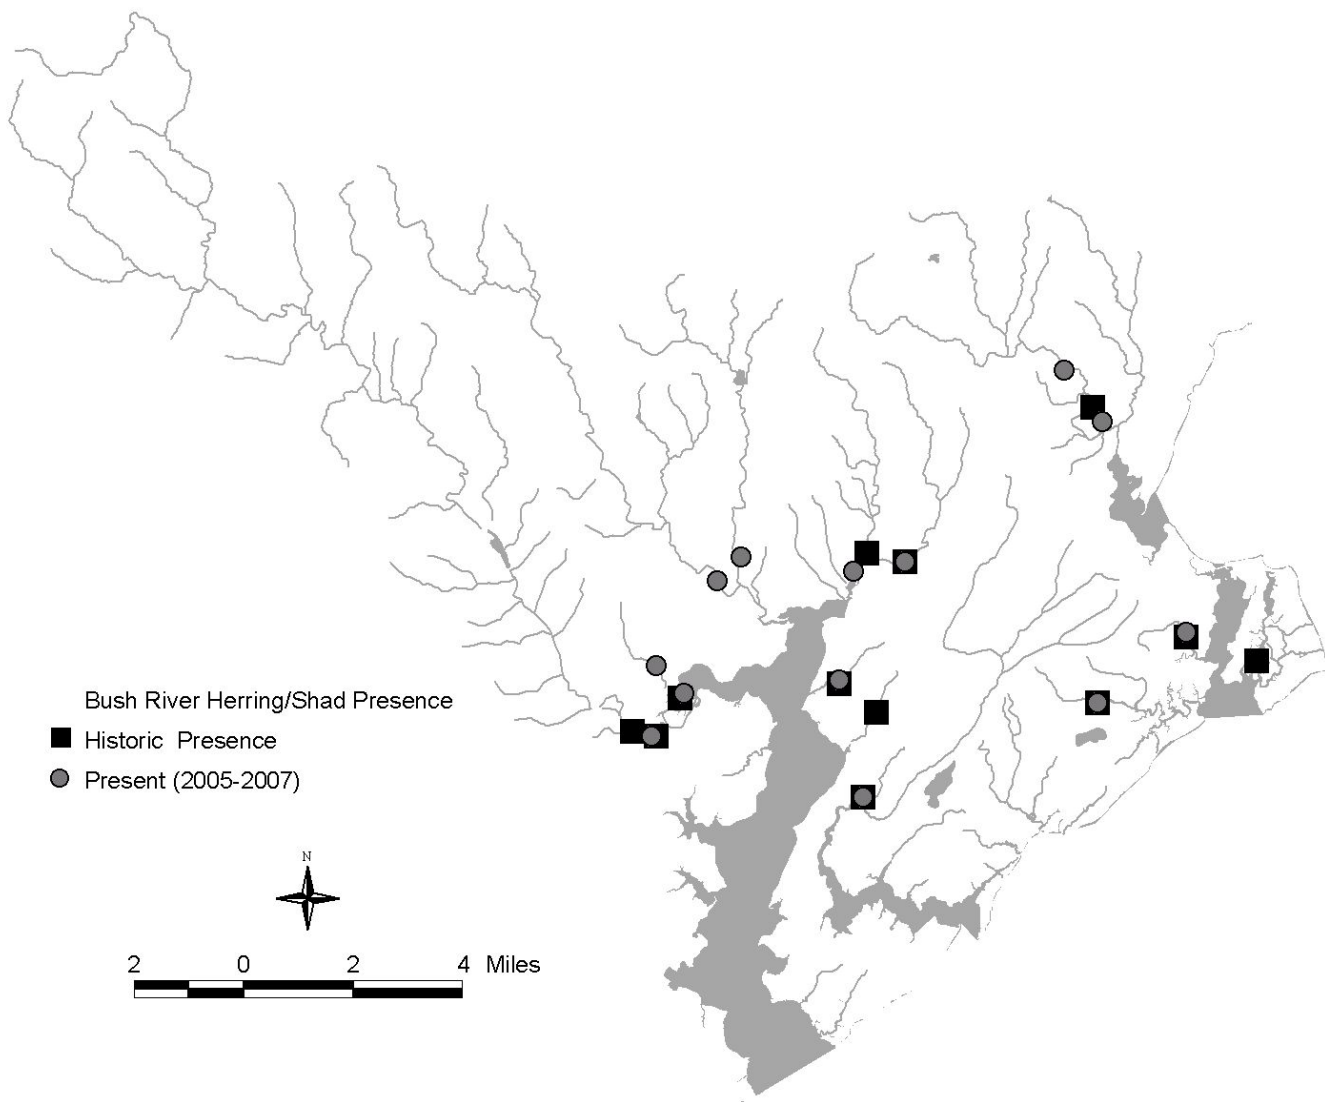 Bush River Herring/Shad Presence
Historic Presence
Present (2005-2007)
N
2 0 2 4 Miles